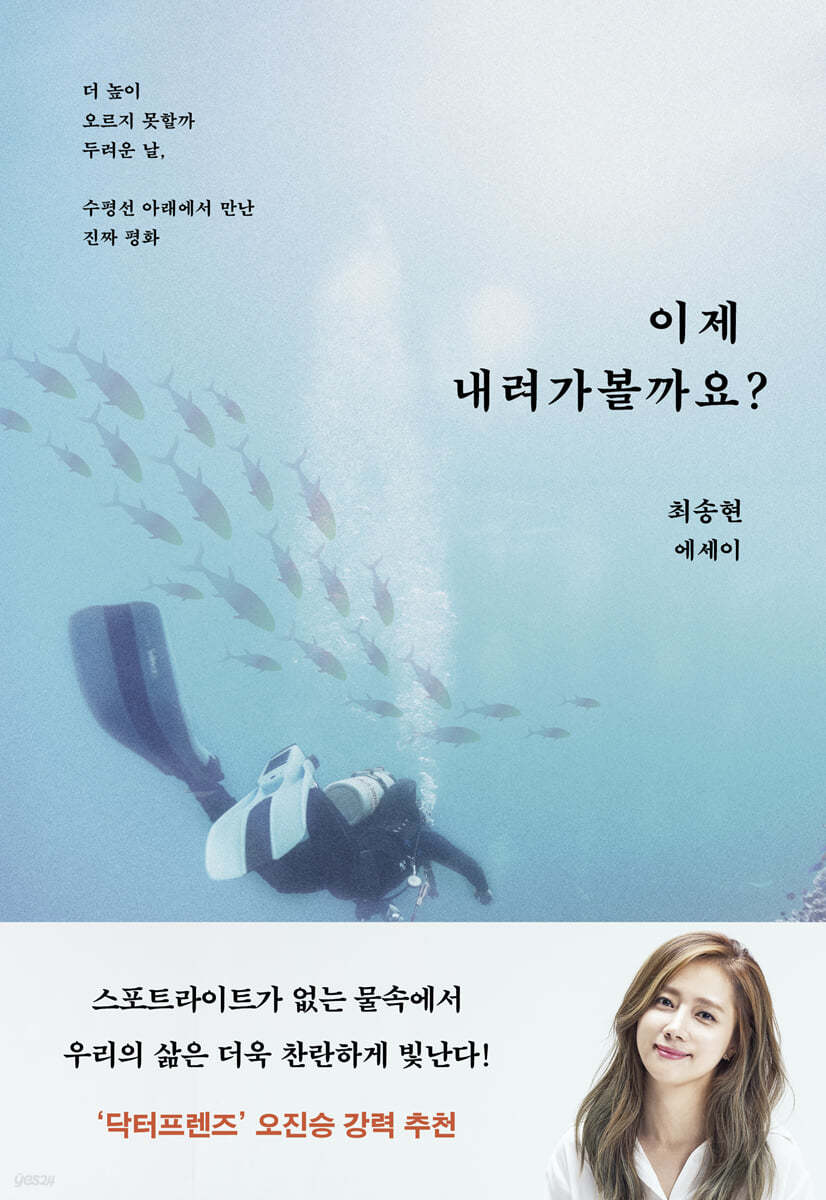 더 높이
오르지 못할까
두려운 날,
수평선 아래에서 만난
진짜 평화
이제
내려가볼까요?
최송현
에세이
스포트라이트가 없는 물속에서
우리의 삶은 더욱 찬란하게 빛난다!
‘닥터프렌즈’ 오진승 강력 추천
yes24